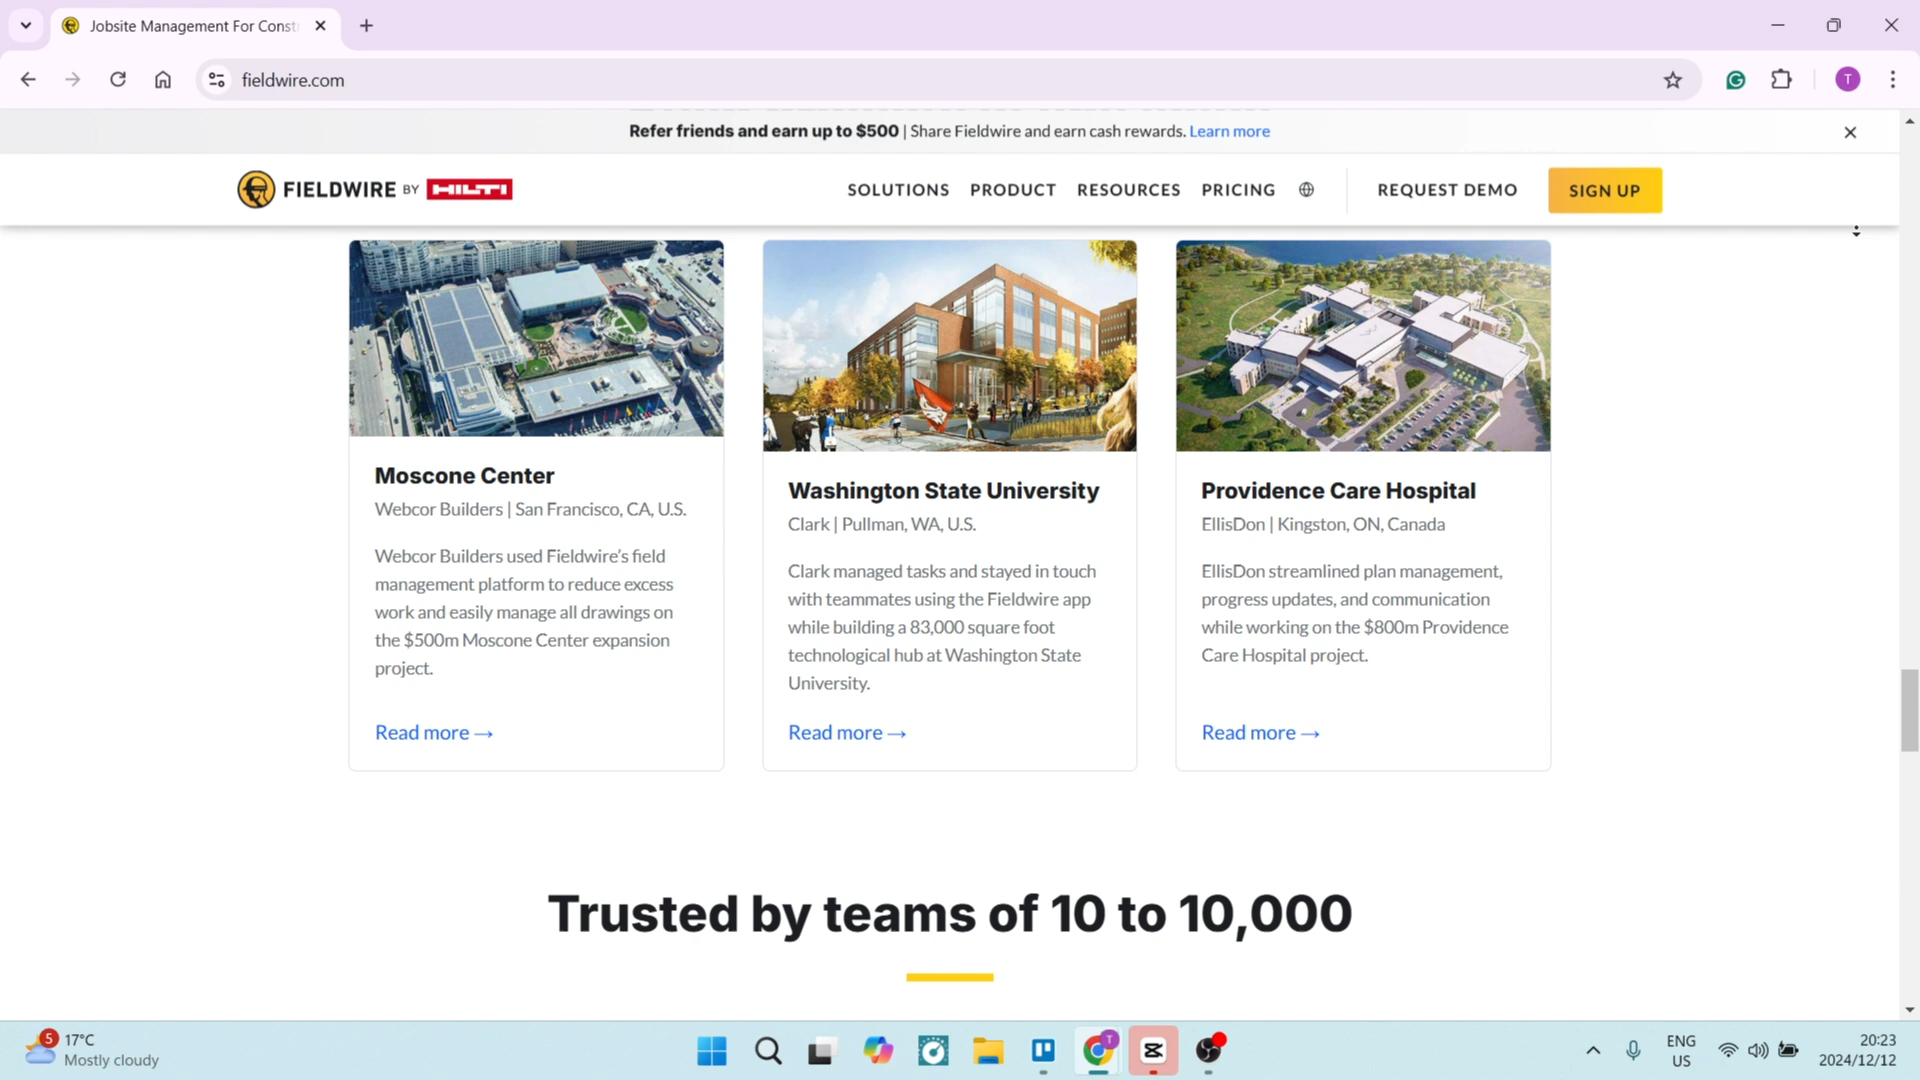 Jobsite Management For Const
fieldwire.com
T
Refer friends and earn up to $500 | Share Fieldwire and earn cash rewards. Learn more
FIELDWIRE BY HILTI
SOLUTIONS PRODUCT RESOURCES PRICING REQUEST DEMO SIGN UP
Moscone Center
Webcor Builders | San Francisco, CA, U.S.
Webcor Builders used Fieldwire's field
management platform to reduce excess
work and easily manage all drawings on
the $500m Moscone Center expansion
project.
Read more →
Washington State University
Clark | Pullman, WA, U.S.
Clark managed tasks and stayed in touch
with teammates using the Fieldwire app
while building a 83,000 square foot
technological hub at Washington State
University.
Read more →
Providence Care Hospital
EllisDon | Kingston, ON, Canada
EllisDon streamlined plan management,
progress updates, and communication
while working on the $800m Providence
Care Hospital project.
Read more →
Trusted by teams of 10 to 10,000
5
17°C
Mostly cloudy
T
ENG
US
20:23
2024/12/12